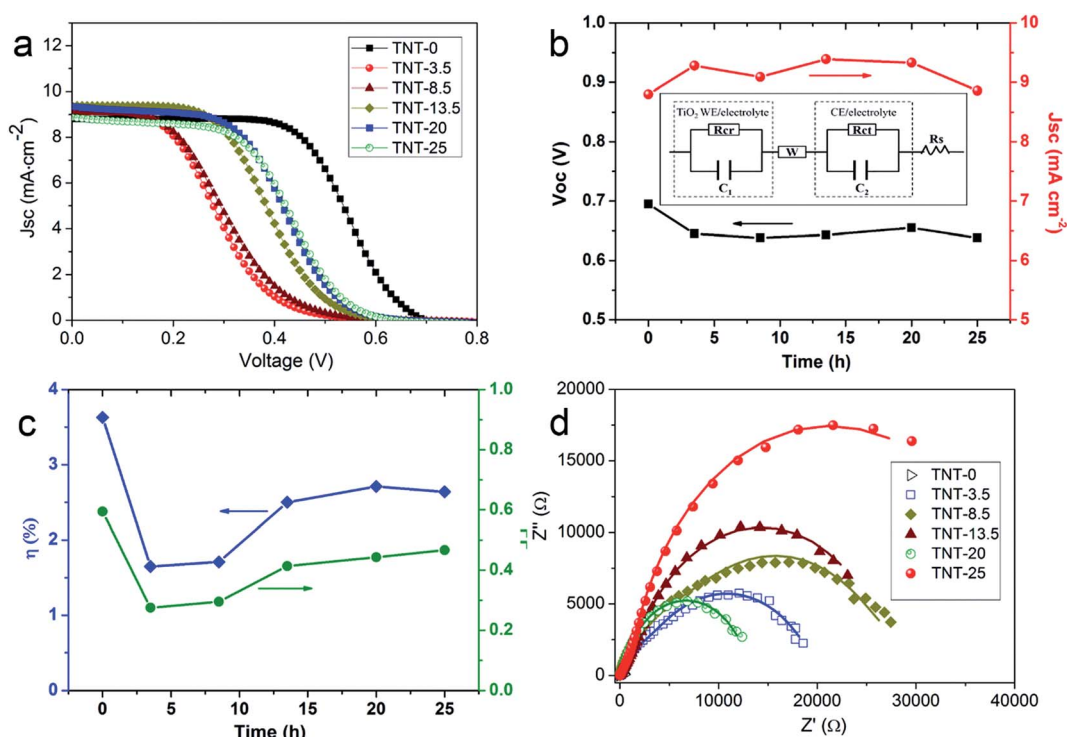 a
Jsc (mA·cm⁻²)
12
10
8
6
4
2
0
0.0
0.2
0.4
0.6
0.8
Voltage (V)
TNT-0
TNT-3.5
TNT-8.5
TNT-13.5
TNT-20
TNT-25
b
Voc (V)
1.0
0.9
0.8
0.7
0.6
0.5
10
9
8
7
6
5
Jsc (mA cm⁻²)
TiO₂ WE/electrolyte
CE/electrolyte
Rcr
Rct
Rs
W
C₁
C₂
0
5
10
15
20
25
Time (h)
c
η (%)
4
3
2
1
0
1.0
0.8
0.6
0.4
0.2
0.0
0
5
10
15
20
25
Time (h)
d
Z'' (Ω)
20000
15000
10000
5000
0
0
10000
20000
30000
40000
Z' (Ω)
TNT-0
TNT-3.5
TNT-8.5
TNT-13.5
TNT-20
TNT-25